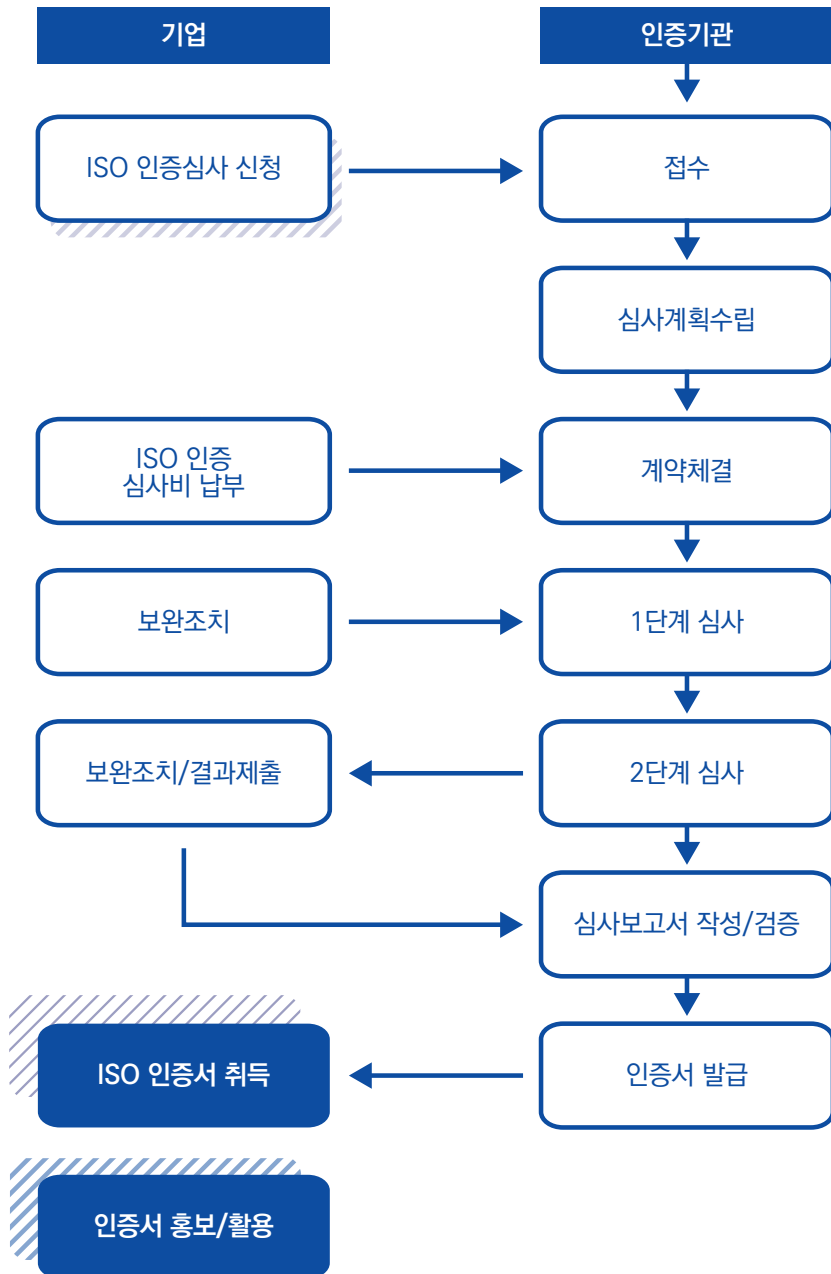 기업
인증기관
ISO 인증심사 신청
접수
심사계획수립
ISO 인증
심사비 납부
계약체결
보완조치
1단계 심사
보완조치/결과제출
2단계 심사
심사보고서 작성/검증
ISO 인증서 취득
인증서 발급
인증서 홍보/활용